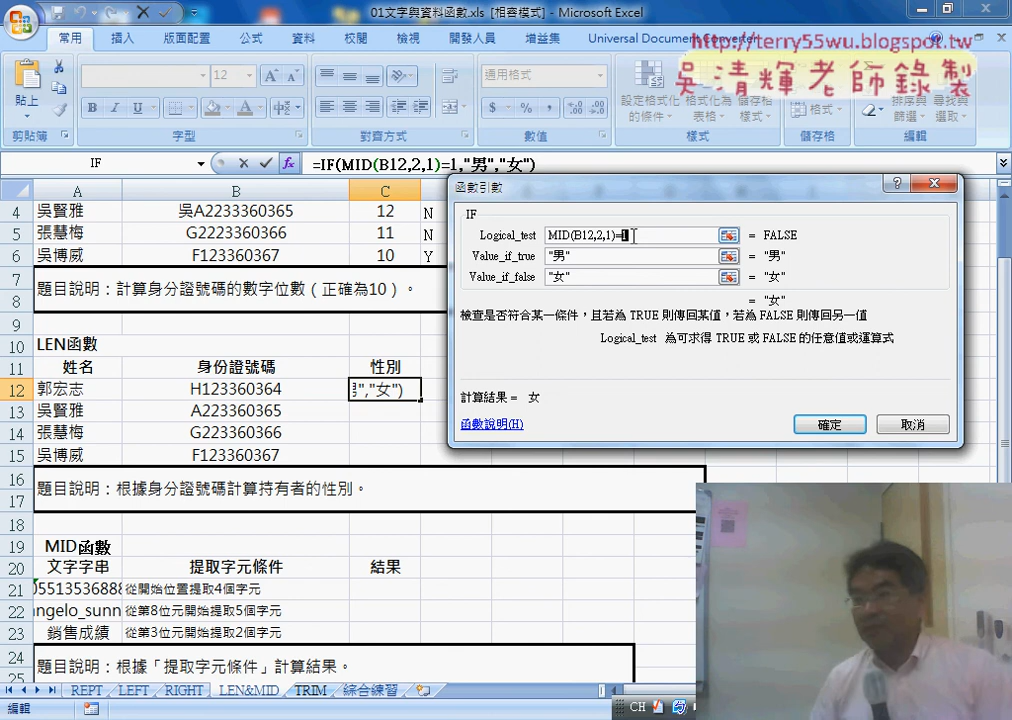 01文字與資料函數.xls [相容模式] - Microsoft Excel
常用 插入 版面配置 公式 資料 校閱 檢視 開發人員 增益集 Universal Document Converter
http://terry55wu.blogspot.tw
吳清輝老師錄製
貼上 12 通用格式 設定格式化的條件 格式化為表格 儲存格樣式 格式 排序與篩選 尋找與選取
剪貼簿 字型 對齊方式 數值 樣式 儲存格 編輯
IF =IF(MID(B12,2,1)=1,"男","女")
A B C
4 吳賢雅 吳A2233360365 12 N
5 張慧梅 G2223366366 11 N
6 吳博威 F123367367 10 Y
7
8 題目說明：計算身分證號碼的數字位數（正確為10）。
9
10 LEN函數
11 姓名 身份證號碼 性別
12 郭宏志 H123360364 ","女")
13 吳賢雅 A223360365
14 張慧梅 G223360366
15 吳博威 F123360367
16
17 題目說明：根據身分證號碼計算持有者的性別。
18
19 MID函數
20 文字字串 提取字元條件 結果
21 0551353688 從開始位置提取4個字元
22 angelo_sunn 從第8位元開始提取5個字元
23 銷售成績 從第3位元開始提取2個字元
24 題目說明：根據「提取字元條件」計算結果。
25
函數引數
IF
Logical_test MID(B12,2,1)=1 = FALSE
Value_if_true "男" = "男"
Value_if_false "女" = "女"
= "女"
檢查是否符合某一條件，且若為 TRUE 則傳回某值，若為 FALSE 則傳回另一值
Logical_test 為可求得 TRUE 或 FALSE 的任意值或運算式
計算結果 = 女
函數說明(H) 確定 取消
REPT LEFT RIGHT LEN&MID TRIM 綜合練習
編輯 CH